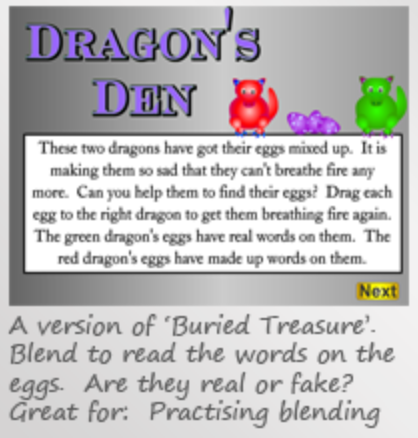 DRAGON'S
DEN
These two dragons have got their eggs mixed up. It is
making them so sad that they can't breathe fire any
more. Can you help them to find their eggs? Drag each
egg to the right dragon to get them breathing fire again.
The green dragon's eggs have real words on them. The
red dragon's eggs have made up words on them.
Next
A version of 'Buried Treasure'.
Blend to read the words on the
eggs. Are they real or fake?
Great for: Practising blending